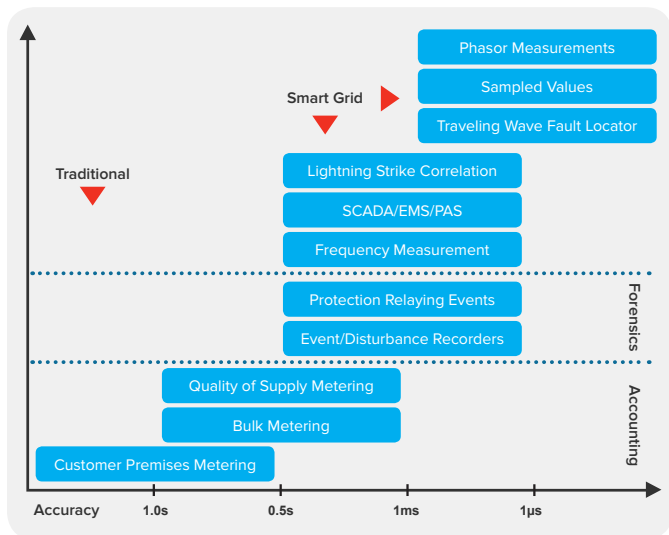 Phasor Measurements
Sampled Values
Smart Grid
Traveling Wave Fault Locator
Traditional
Lightning Strike Correlation
SCADA/EMS/PAS
Frequency Measurement
Forensics
Protection Relaying Events
Event/Disturbance Recorders
Accounting
Quality of Supply Metering
Bulk Metering
Customer Premises Metering
Accuracy 1.0s 0.5s 1ms 1µs